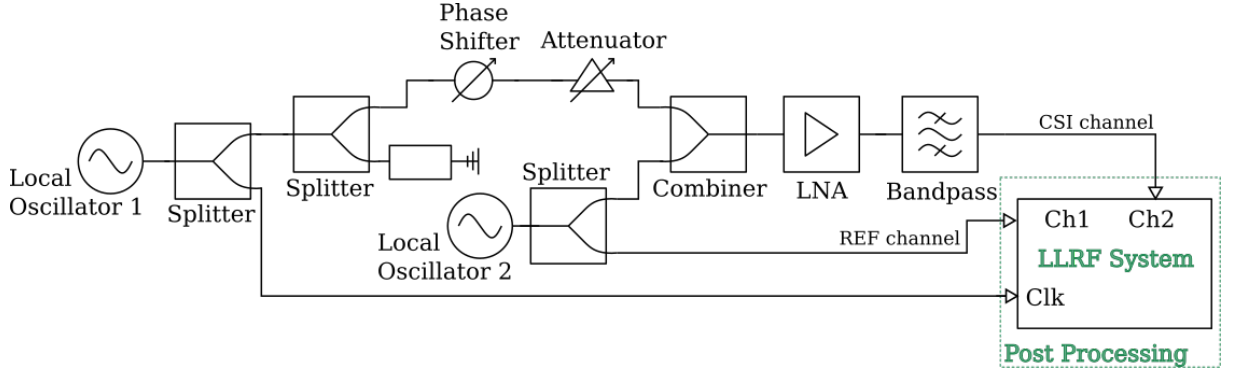 Phase
Shifter
Attenuator
Local
Oscillator 1
Splitter
Splitter
Splitter
Local
Oscillator 2
Combiner
LNA
Bandpass
CSI channel
REF channel
Ch1
Ch2
LLRF System
Clk
Post Processing